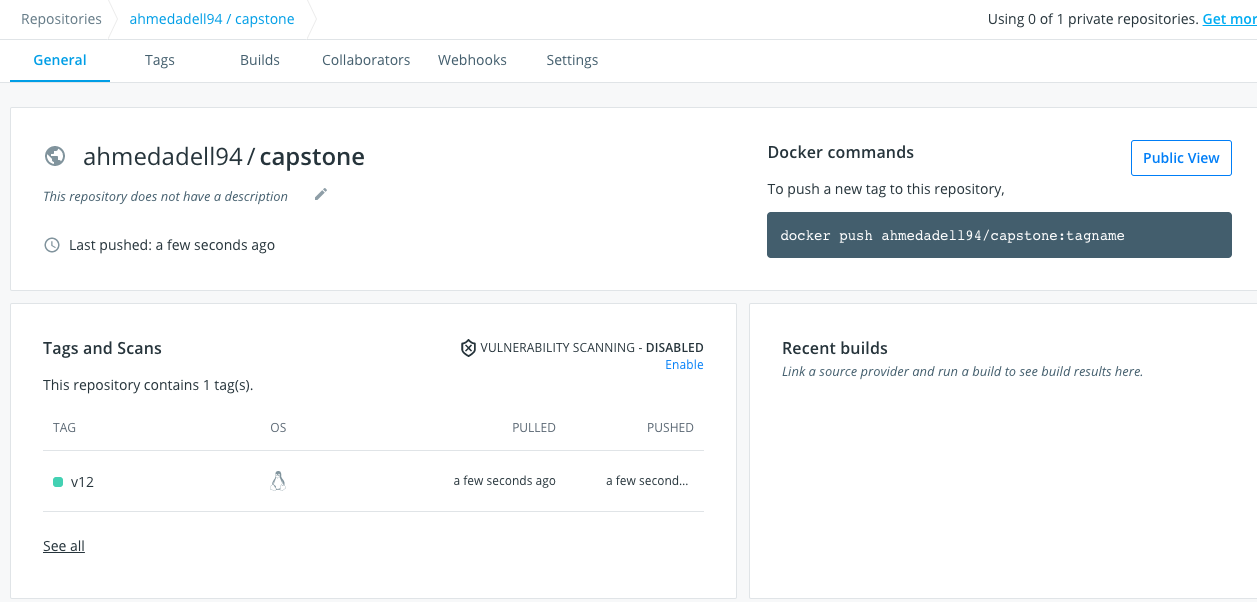 Repositories
ahmedadell94 / capstone
Using 0 of 1 private repositories.
General
Tags
Builds
Collaborators
Webhooks
Settings
ahmedadell94 / capstone
This repository does not have a description
Last pushed: a few seconds ago
Docker commands
Public View
To push a new tag to this repository,
docker push ahmedadell94/capstone:tagname
Tags and Scans
VULNERABILITY SCANNING - DISABLED
Enable
This repository contains 1 tag(s).
TAG
OS
PULLED
PUSHED
v12
a few seconds ago
a few second...
See all
Recent builds
Link a source provider and run a build to see build results here.